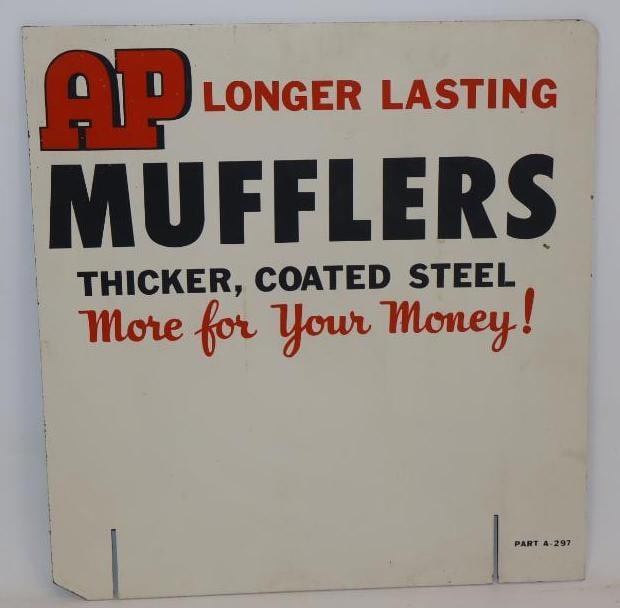 AP LONGER LASTING
MUFFLERS
THICKER, COATED STEEL
More for Your Money!
PART A-297